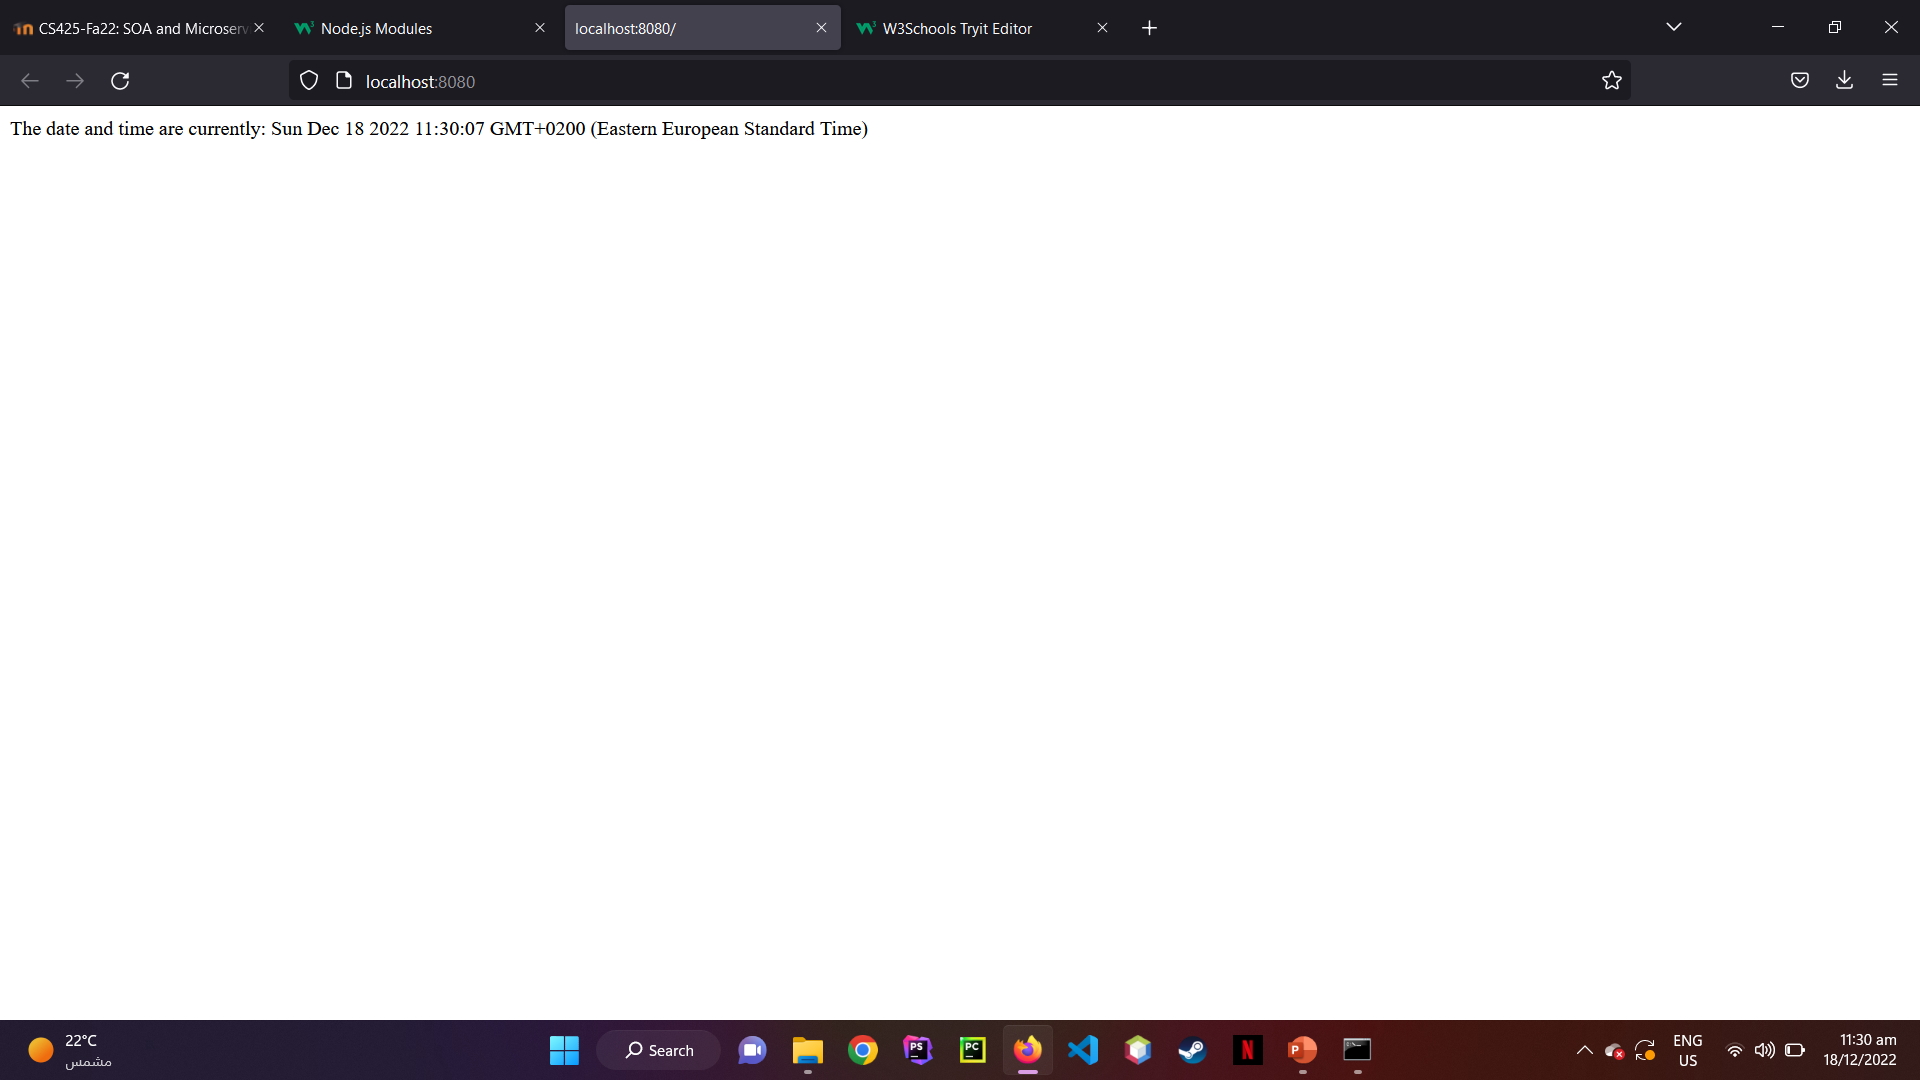 CS425-Fa22: SOA and Microserv
Node.js Modules
localhost:8080/
W3Schools Tryit Editor
localhost:8080
The date and time are currently: Sun Dec 18 2022 11:30:07 GMT+0200 (Eastern European Standard Time)
22°C
مشمس
Search
PS
PC
N
P
ENG
US
11:30 am
18/12/2022